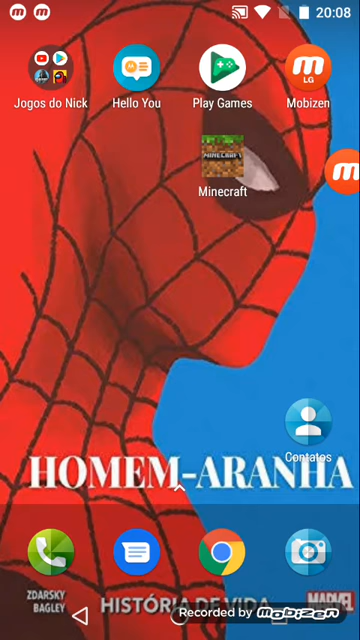 20:08
Jogos do Nick
Hello You
Play Games
Mobizen
LG
MINECRAFT
Minecraft
Contatos
HOMEM-ARANHA
ZDARSKY
BAGLEY
HISTÓRIA DE VIDA
MARVEL
Recorded by mobizen